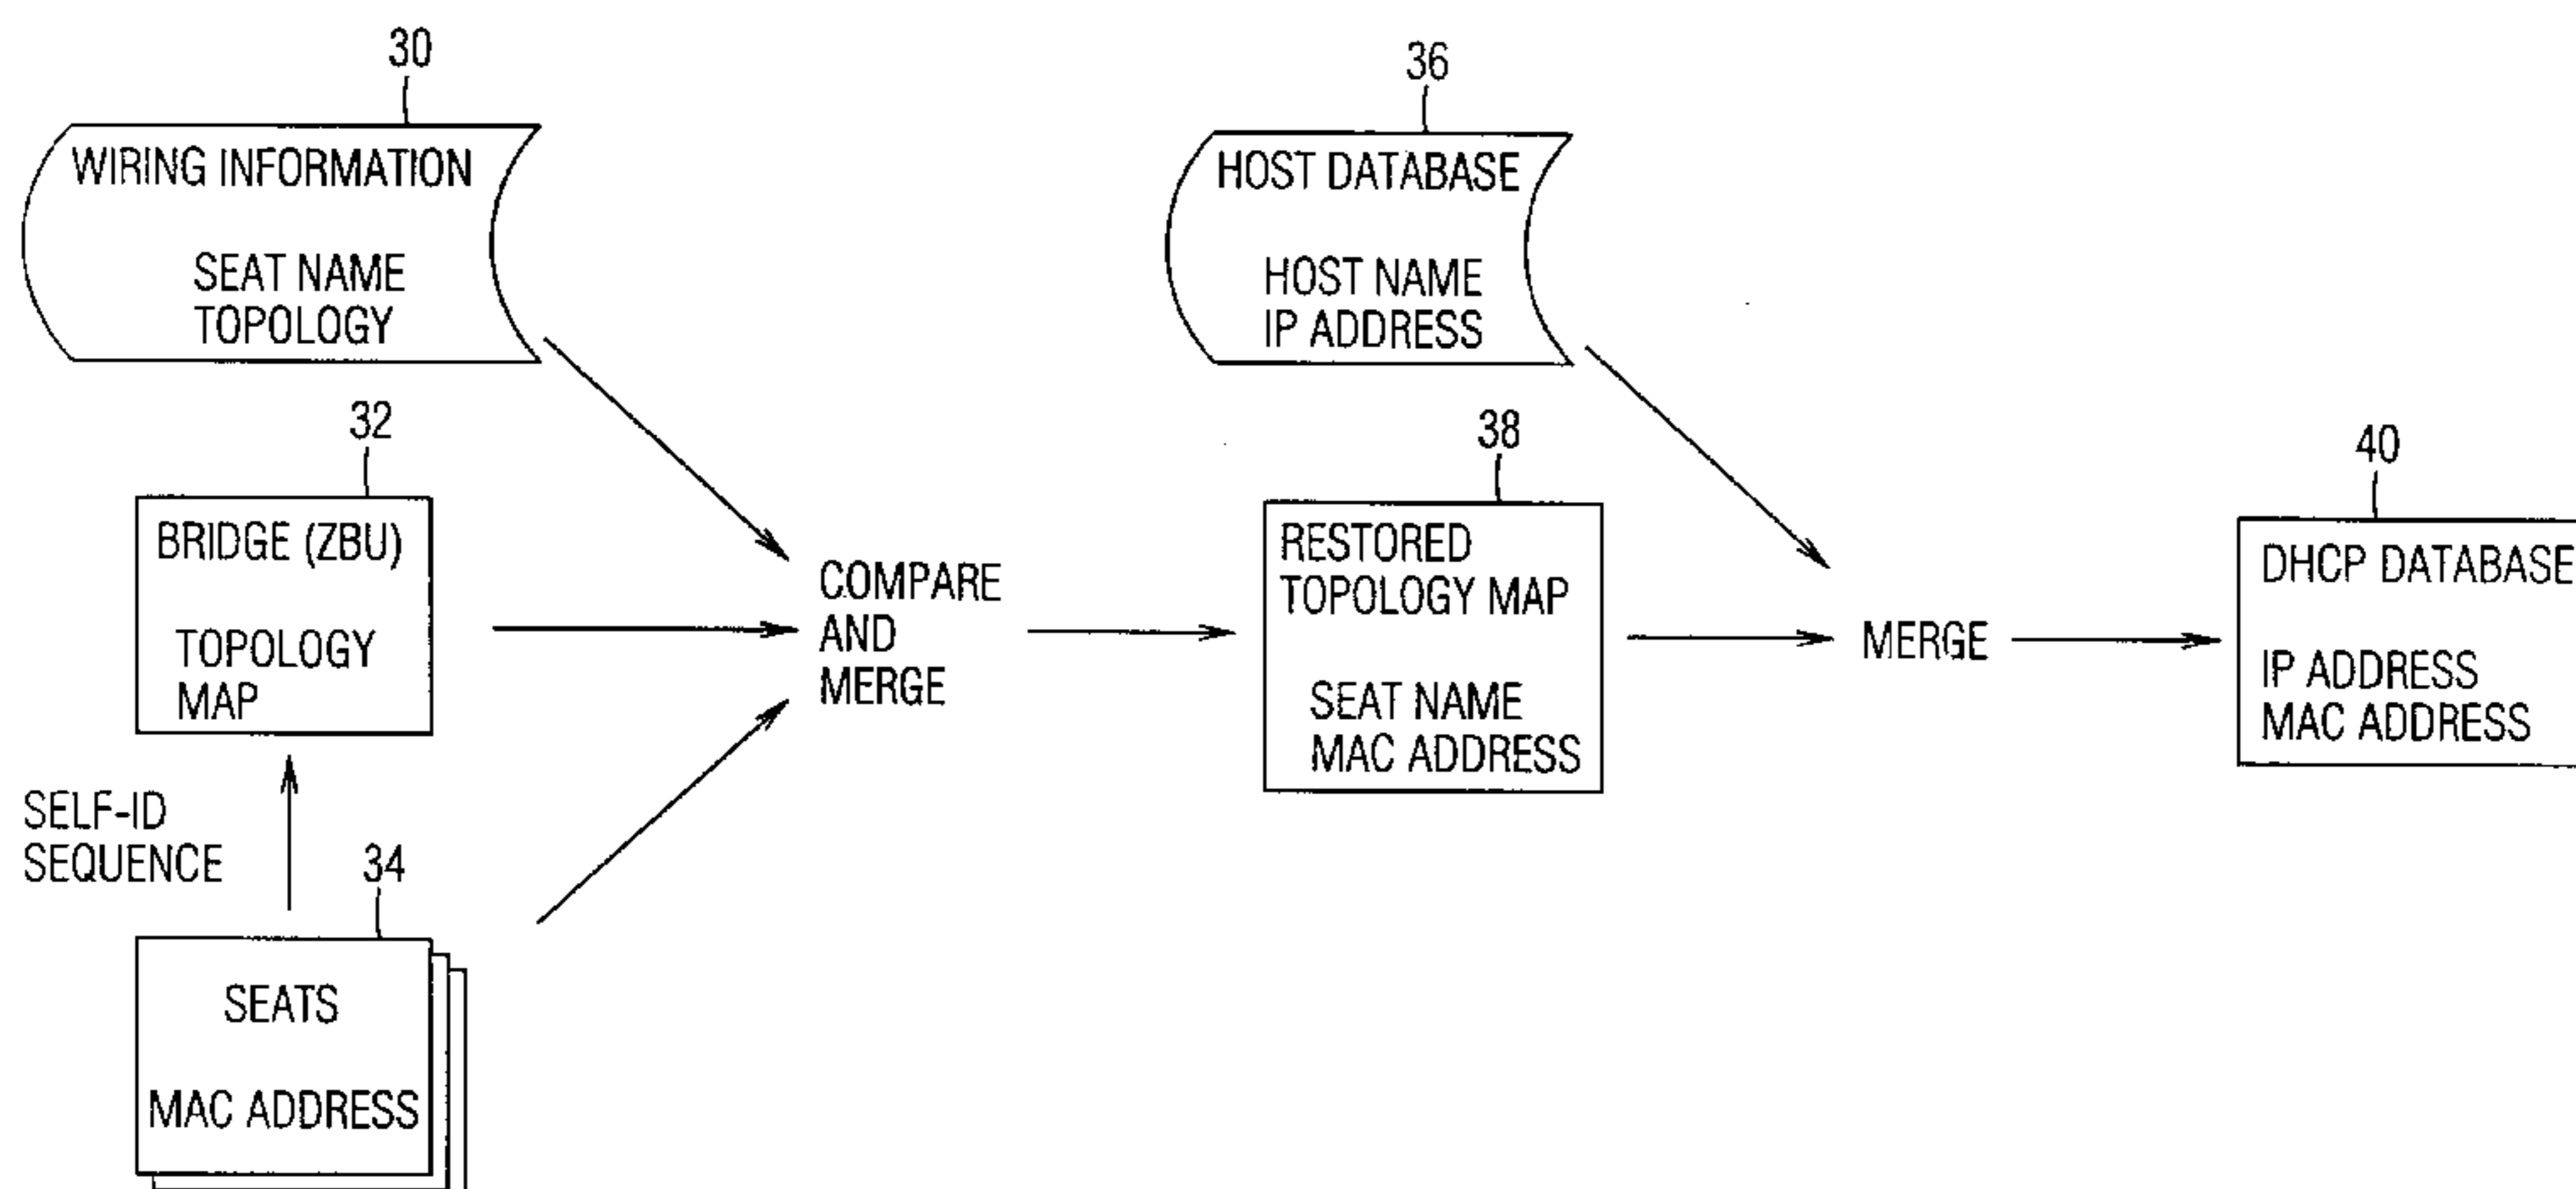 30
WIRING INFORMATION
SEAT NAME
TOPOLOGY
36
HOST DATABASE
HOST NAME
IP ADDRESS
32
BRIDGE (ZBU)
TOPOLOGY
MAP
SELF-ID
SEQUENCE
34
SEATS
MAC ADDRESS
COMPARE
AND
MERGE
38
RESTORED
TOPOLOGY MAP
SEAT NAME
MAC ADDRESS
MERGE
40
DHCP DATABASE
IP ADDRESS
MAC ADDRESS